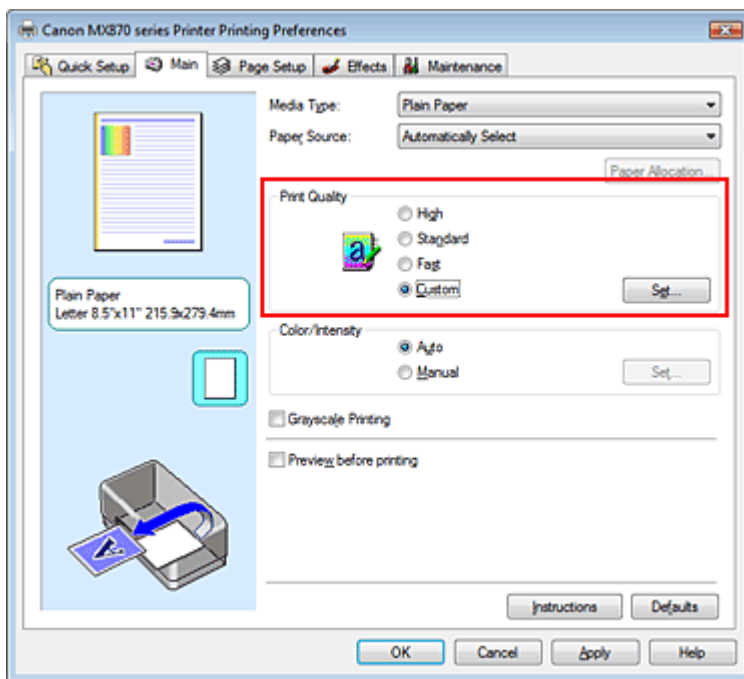 Canon MX870 series Printer Printing Preferences
Quick Setup Main Page Setup Effects Maintenance
Media Type: Plain Paper
Paper Source: Automatically Select
Paper Allocation...
Print Quality
High
Standard
Fast
Custom Set...
Plain Paper
Letter 8.5"x11" 215.9x279.4mm
Color/Intensity
Auto
Manual Set...
Grayscale Printing
Preview before printing
Instructions Defaults
OK Cancel Apply Help